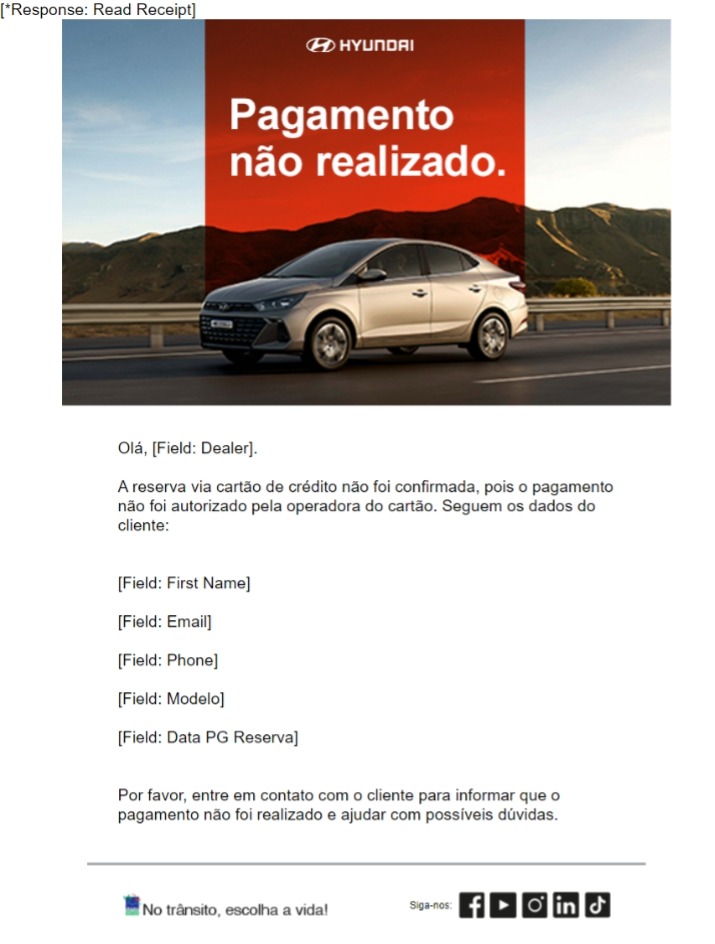 [*Response: Read Receipt]
HYUNDAI
Pagamento
não realizado.
Olá, [Field: Dealer].
A reserva via cartão de crédito não foi confirmada, pois o pagamento
não foi autorizado pela operadora do cartão. Seguem os dados do
cliente:
[Field: First Name]
[Field: Email]
[Field: Phone]
[Field: Modelo]
[Field: Data PG Reserva]
Por favor, entre em contato com o cliente para informar que o
pagamento não foi realizado e ajudar com possíveis dúvidas.
No trânsito, escolha a vida!
Siga-nos: